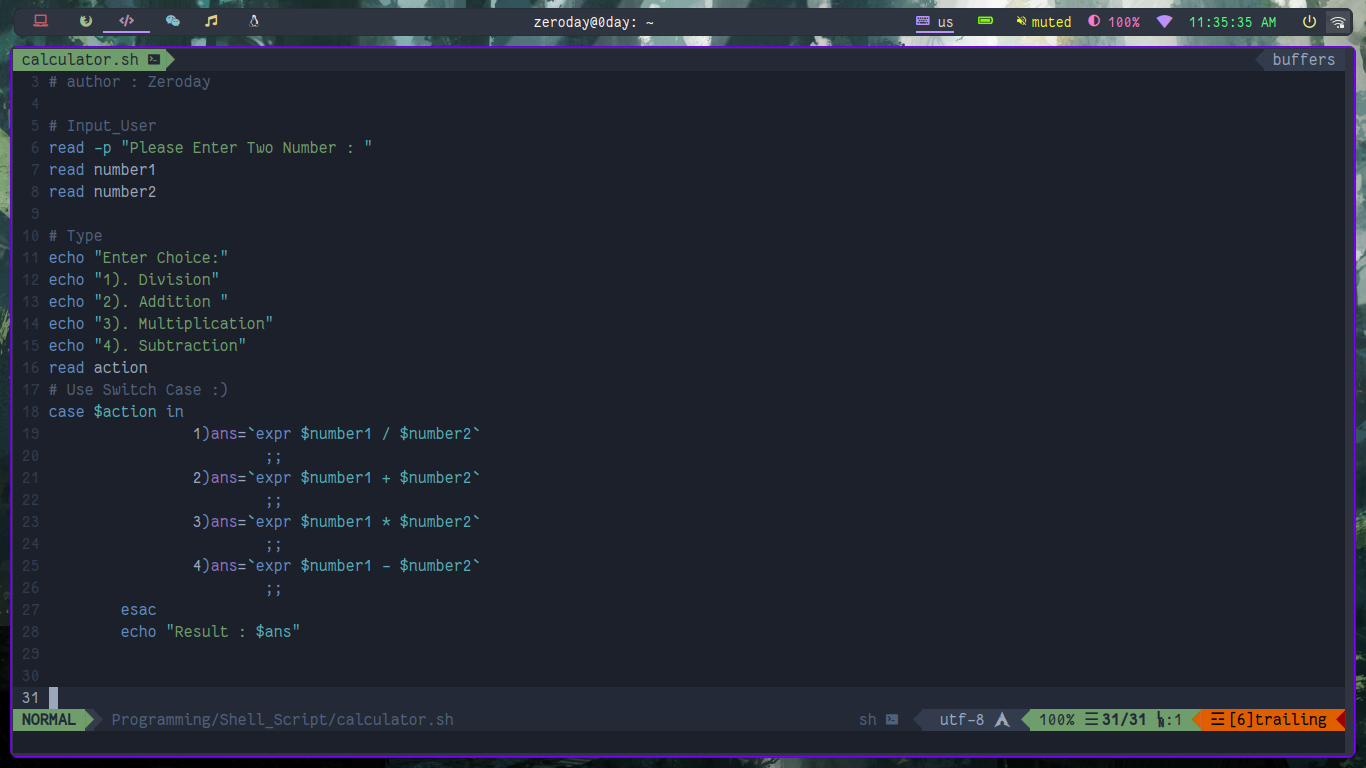 zeroday@0day: ~
us
muted
100%
11:35:35 AM
calculator.sh
buffers
3 # author : Zeroday
4
5 # Input_User
6 read -p "Please Enter Two Number : "
7 read number1
8 read number2
9
10 # Type
11 echo "Enter Choice:"
12 echo "1). Division"
13 echo "2). Addition "
14 echo "3). Multiplication"
15 echo "4). Subtraction"
16 read action
17 # Use Switch Case :)
18 case $action in
19 1)ans=`expr $number1 / $number2`
20 ;;
21 2)ans=`expr $number1 + $number2`
22 ;;
23 3)ans=`expr $number1 * $number2`
24 ;;
25 4)ans=`expr $number1 - $number2`
26 ;;
27 esac
28 echo "Result : $ans"
29
30
31
NORMAL Programming/Shell_Script/calculator.sh sh utf-8 100% ☰ 31/31 :1 [6]trailing